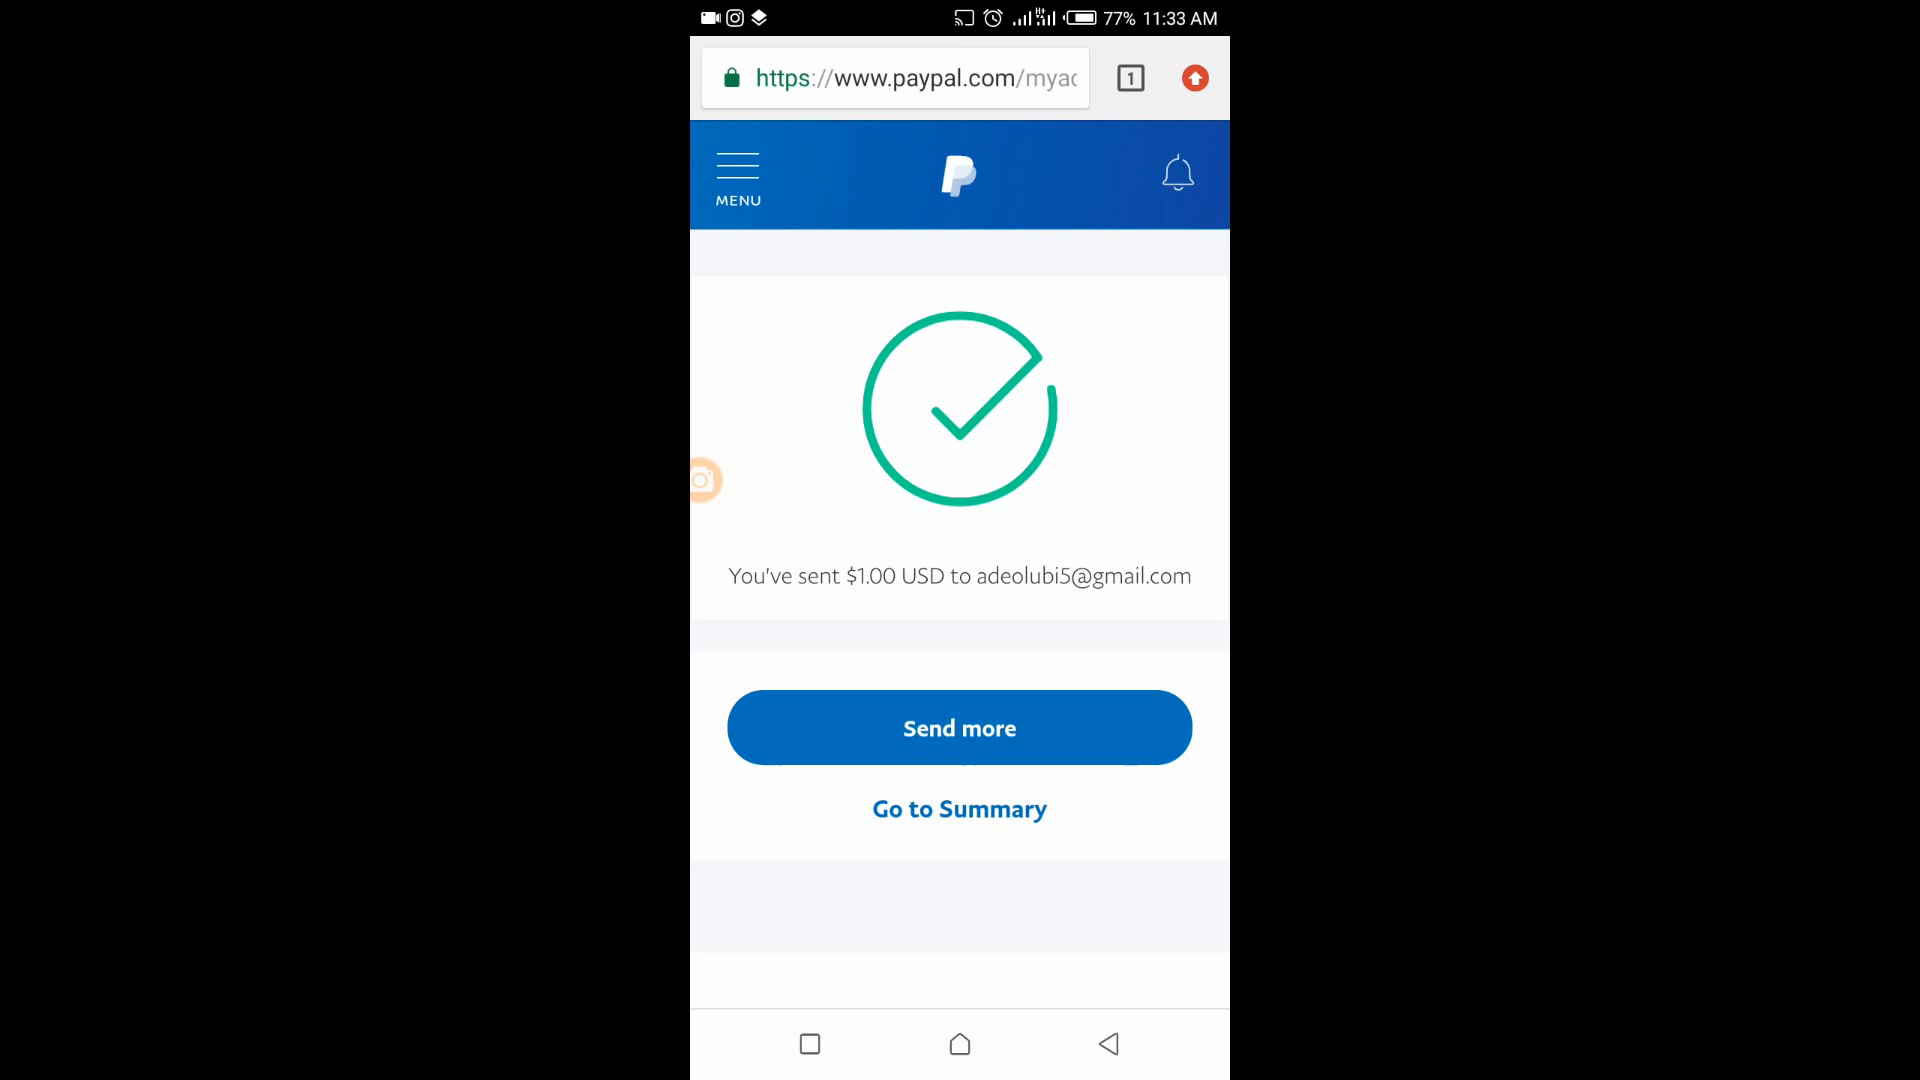 77% 11:33 AM
https://www.paypal.com/myac
1
MENU
You've sent $1.00 USD to adeolubi5@gmail.com
Send more
Go to Summary